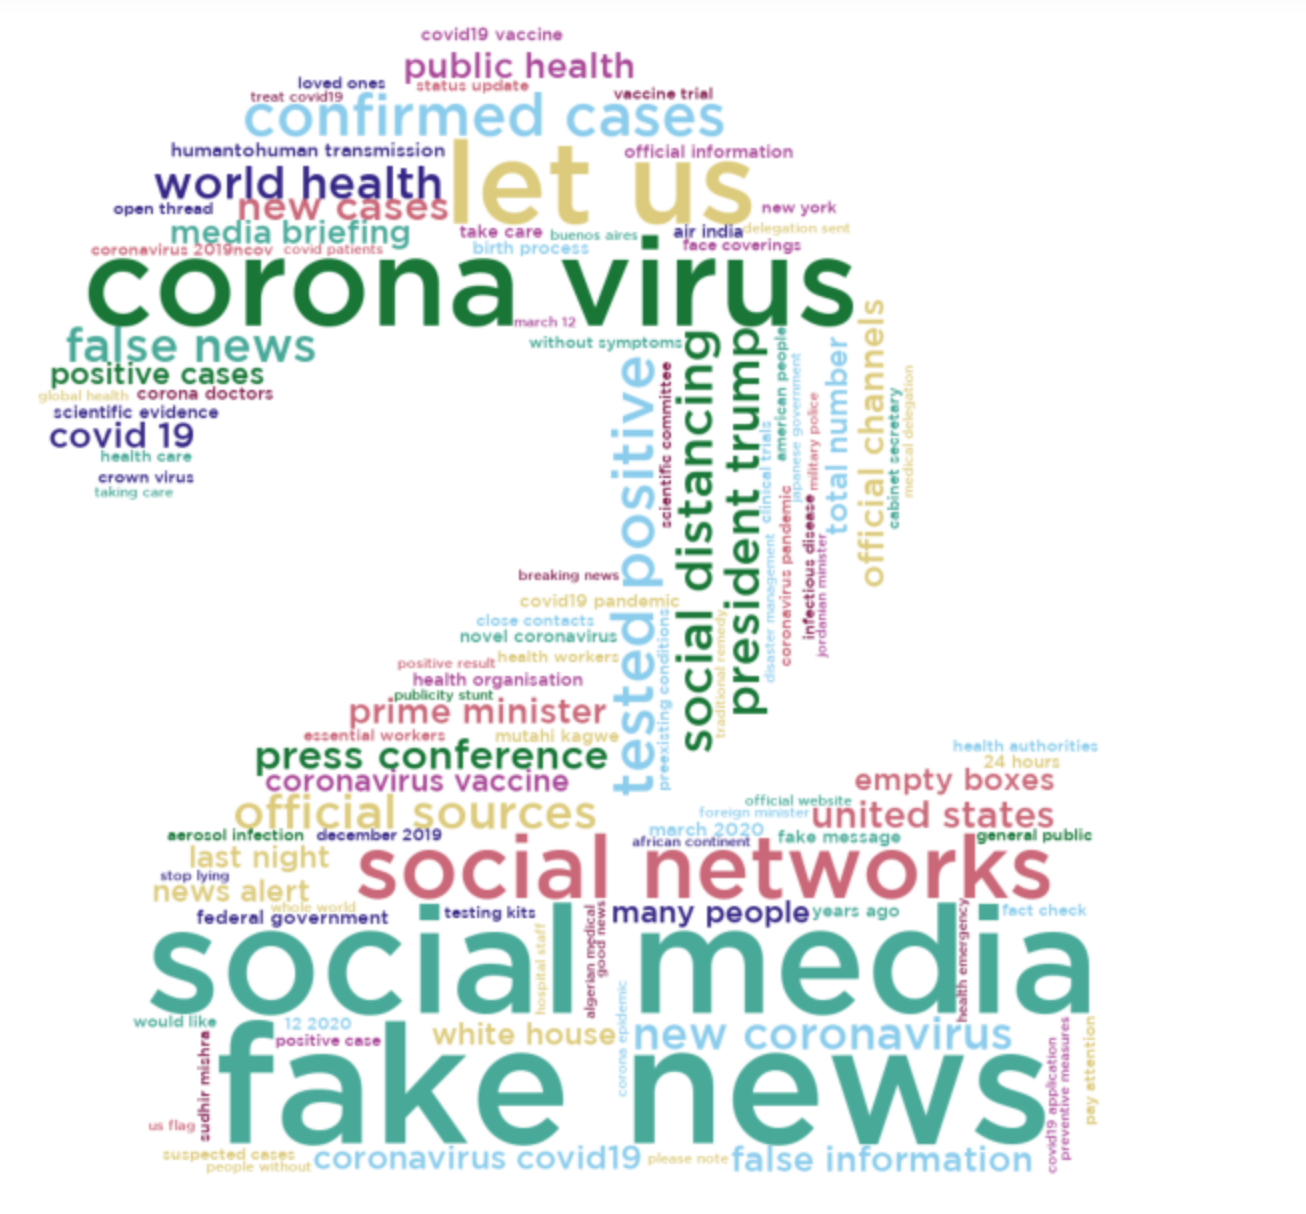 covid19 vaccine
public health
loved ones
status update
treat covid19
vaccine trial
confirmed cases
humantohuman transmission
let us
official information
world health
new cases
open thread
new york
media briefing
take care
buenos aires
air india
delegation sent
coronavirus 2019ncov
covid patients
birth process
face coverings
corona virus
march 12
without symptoms
false news
positive cases
global health
corona doctors
scientific evidence
covid 19
health care
crown virus
taking care
tested positive
scientific committee
social distancing
president trump
american people
japanese government
military police
clinical trials
total number
official channels
cabinet secretary
medical delegation
coronavirus pandemic
infectious disease
jordanian minister
disaster management
traditional remedy
preexisting conditions
breaking news
covid19 pandemic
close contacts
novel coronavirus
positive result
health workers
health organisation
publicity stunt
prime minister
essential workers
mutahi kagwe
press conference
coronavirus vaccine
official sources
health authorities
24 hours
empty boxes
official website
foreign minister
united states
march 2020
african continent
fake message
general public
aerosol infection
december 2019
last night
social networks
stop lying
news alert
whole world
federal government
testing kits
many people
years ago
fact check
social media
hospital staff
algerian medical
good news
health emergency
would like
12 2020
positive case
white house
corona epidemic
new coronavirus
fake news
sudhir mishra
us flag
covid19 application
preventive measures
pay attention
suspected cases
people without
coronavirus covid19
please note
false information